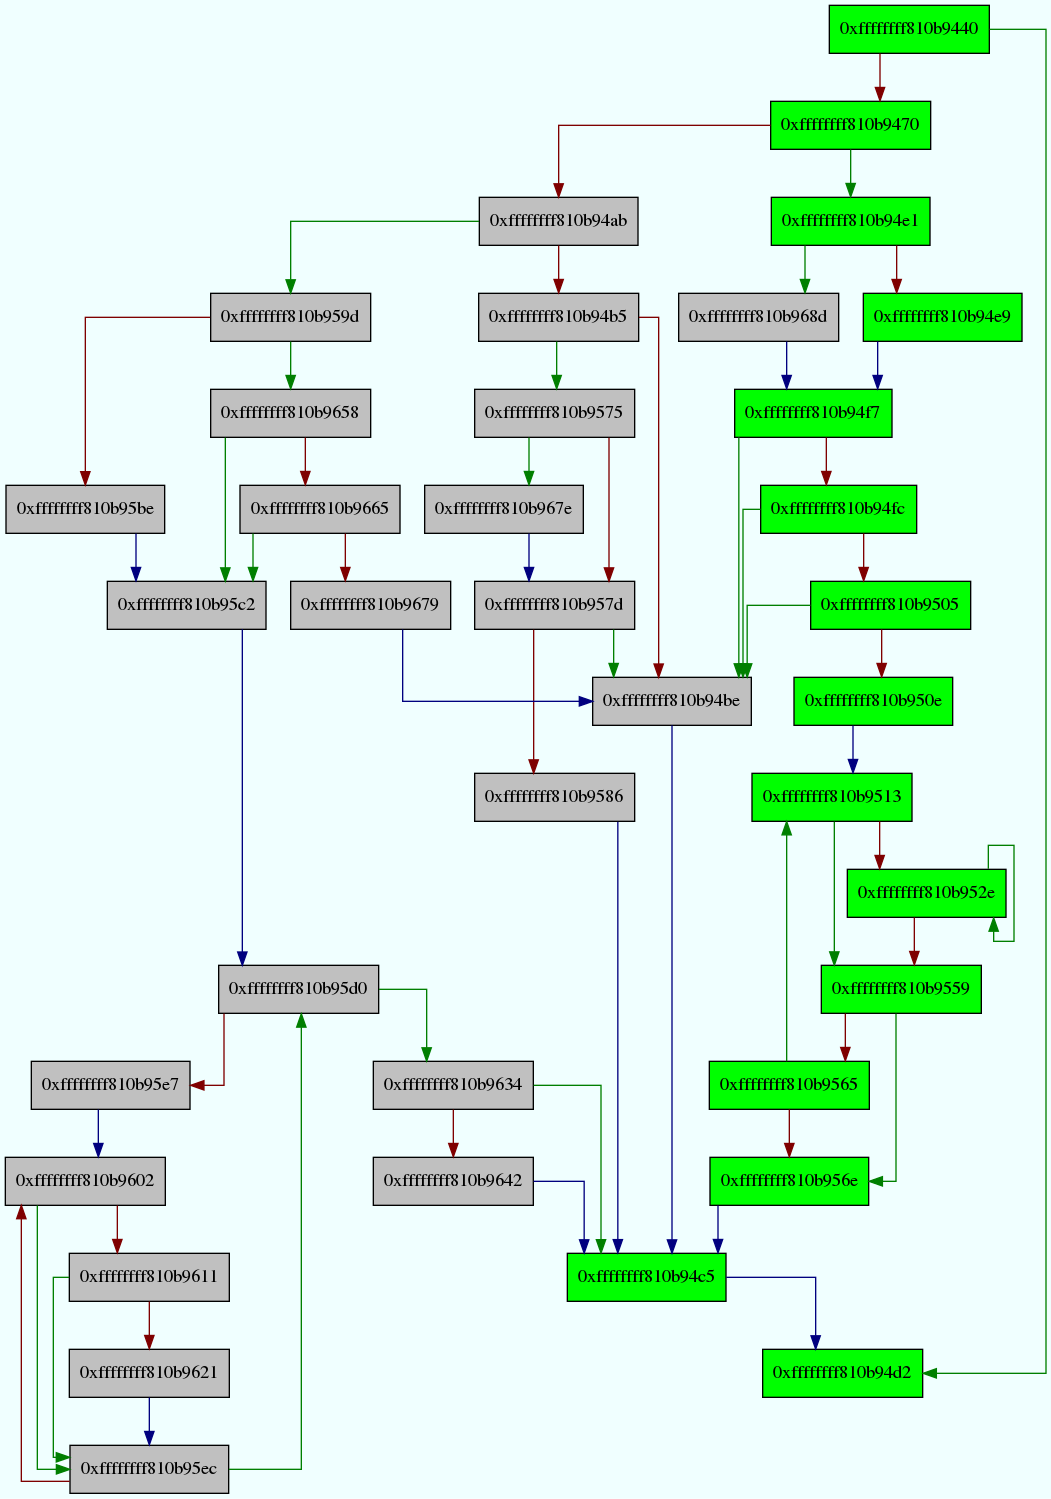 0xffffffff810b9440
0xffffffff810b9470
0xffffffff810b94ab
0xffffffff810b94e1
0xffffffff810b959d
0xffffffff810b94b5
0xffffffff810b968d
0xffffffff810b94e9
0xffffffff810b9658
0xffffffff810b9575
0xffffffff810b94f7
0xffffffff810b95be
0xffffffff810b9665
0xffffffff810b967e
0xffffffff810b94fc
0xffffffff810b95c2
0xffffffff810b9679
0xffffffff810b957d
0xffffffff810b9505
0xffffffff810b94be
0xffffffff810b950e
0xffffffff810b9586
0xffffffff810b9513
0xffffffff810b952e
0xffffffff810b95d0
0xffffffff810b9559
0xffffffff810b95e7
0xffffffff810b9634
0xffffffff810b9565
0xffffffff810b9602
0xffffffff810b9642
0xffffffff810b956e
0xffffffff810b9611
0xffffffff810b94c5
0xffffffff810b9621
0xffffffff810b94d2
0xffffffff810b95ec